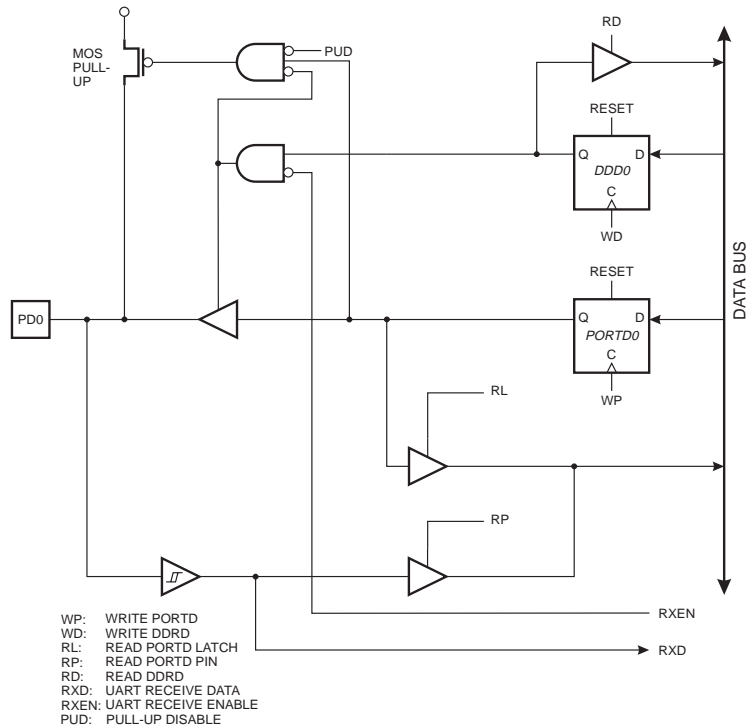 RD
MOS
PULL-
UP
PUD
RESET
Q D
DDD0
C
WD
DATA BUS
RESET
PD0
Q D
PORTD0
C
WP
RL
RP
RXEN
RXD
WP: WRITE PORTD
WD: WRITE DDRD
RL: READ PORTD LATCH
RP: READ PORTD PIN
RD: READ DDRD
RXD: UART RECEIVE DATA
RXEN: UART RECEIVE ENABLE
PUD: PULL-UP DISABLE